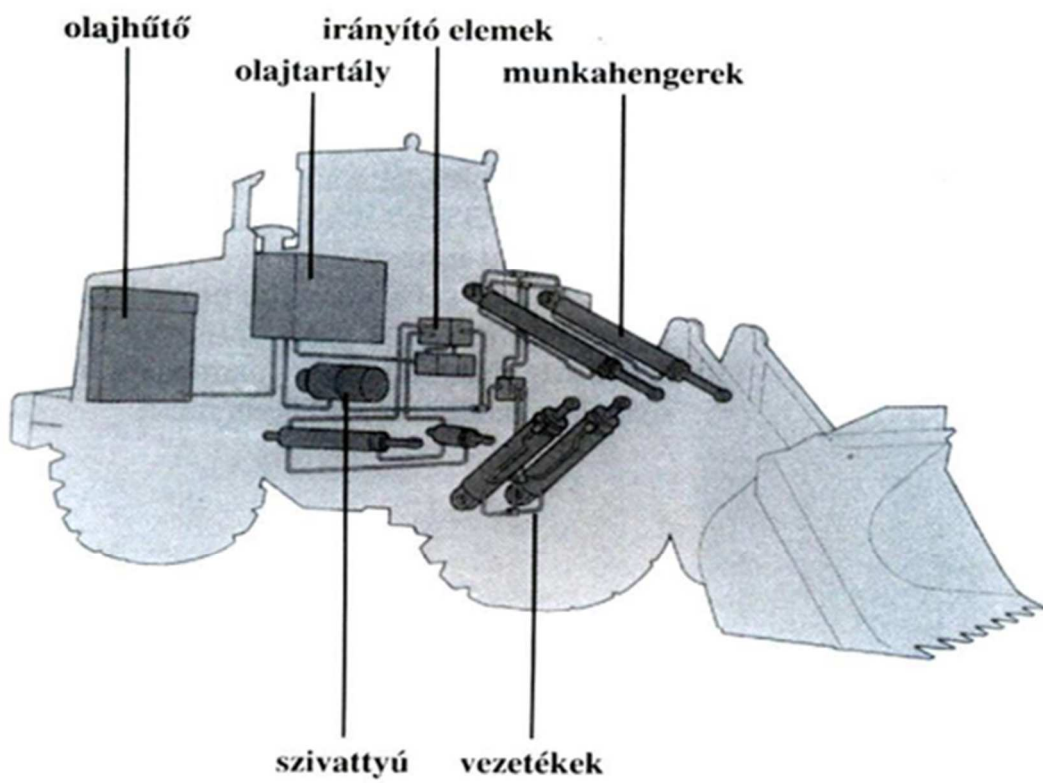 olajhűtő
irányító elemek
olajtartály
munkahengerek
szivattyú
vezetékek